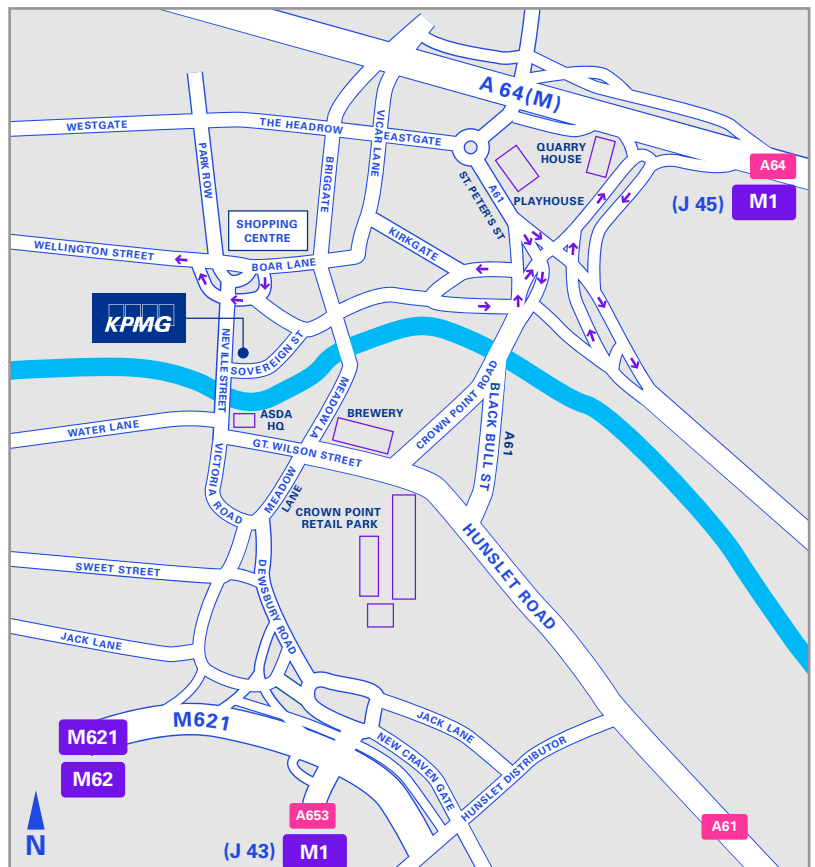 A 64(M)
WESTGATE
THE HEADROW
EASTGATE
VICAR LANE
QUARRY
HOUSE
A64
PARK ROW
BRIGGATE
A61
ST. PETER'S ST
PLAYHOUSE
(J 45)
M1
SHOPPING
CENTRE
KIRKGATE
WELLINGTON STREET
BOAR LANE
KPMG
NEVILLE STREET
SOVEREIGN ST
MEADOW LA
CROWN POINT ROAD
BLACK BULL ST
A61
ASDA
HQ
BREWERY
WATER LANE
GT. WILSON STREET
VICTORIA ROAD
MEADOW
LANE
CROWN POINT
RETAIL PARK
HUNSLET ROAD
SWEET STREET
DEWSBURY ROAD
JACK LANE
M621
M621
M62
JACK LANE
NEW CRAVEN GATE
HUNSLET DISTRIBUTOR
A653
A61
(J 43)
M1
N